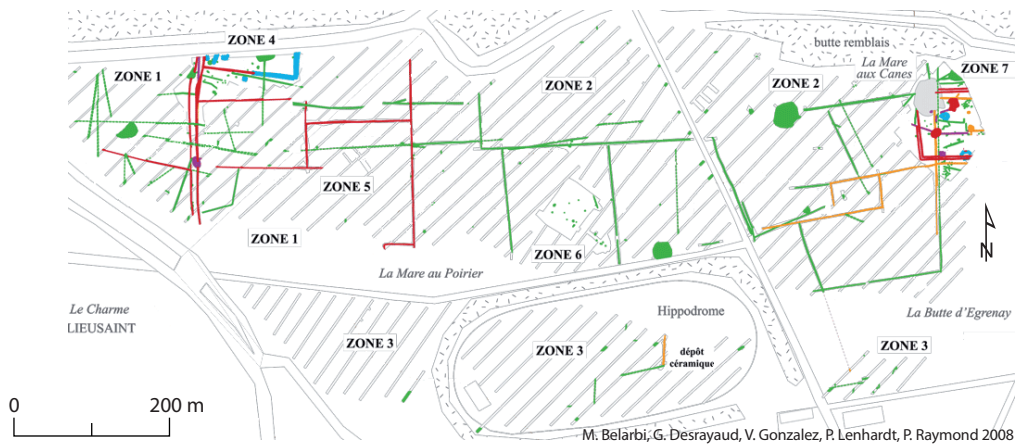 butte remblais
ZONE 4
La Mare
aux Canes
ZONE 7
ZONE 1
ZONE 2
ZONE 2
ZONE 5
ZONE 1
ZONE 6
N
La Mare au Poirier
Le Charme
LIEUSAINT
Hippodrome
La Butte d'Egrenay
ZONE 3
ZONE 3
dépôt
céramique
ZONE 3
0
200 m
M. Belarbi, G. Desrayaud, V. Gonzalez, P. Lenhardt, P. Raymond 2008